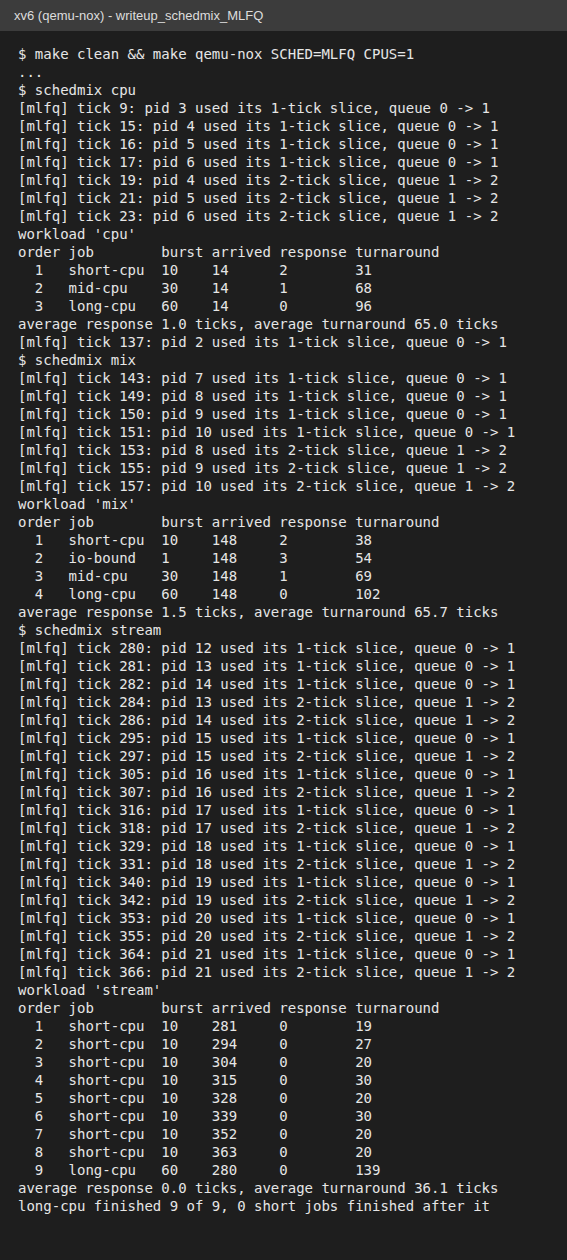 xv6 (qemu-nox) - writeup_schedmix_MLFQ
$ make clean && make qemu-nox SCHED=MLFQ CPUS=1
...
$ schedmix cpu
[mlfq] tick 9: pid 3 used its 1-tick slice, queue 0 -> 1
[mlfq] tick 15: pid 4 used its 1-tick slice, queue 0 -> 1
[mlfq] tick 16: pid 5 used its 1-tick slice, queue 0 -> 1
[mlfq] tick 17: pid 6 used its 1-tick slice, queue 0 -> 1
[mlfq] tick 19: pid 4 used its 2-tick slice, queue 1 -> 2
[mlfq] tick 21: pid 5 used its 2-tick slice, queue 1 -> 2
[mlfq] tick 23: pid 6 used its 2-tick slice, queue 1 -> 2
workload 'cpu'
order job        burst arrived response turnaround
  1   short-cpu  10    14      2        31
  2   mid-cpu    30    14      1        68
  3   long-cpu   60    14      0        96
average response 1.0 ticks, average turnaround 65.0 ticks
[mlfq] tick 137: pid 2 used its 1-tick slice, queue 0 -> 1
$ schedmix mix
[mlfq] tick 143: pid 7 used its 1-tick slice, queue 0 -> 1
[mlfq] tick 149: pid 8 used its 1-tick slice, queue 0 -> 1
[mlfq] tick 150: pid 9 used its 1-tick slice, queue 0 -> 1
[mlfq] tick 151: pid 10 used its 1-tick slice, queue 0 -> 1
[mlfq] tick 153: pid 8 used its 2-tick slice, queue 1 -> 2
[mlfq] tick 155: pid 9 used its 2-tick slice, queue 1 -> 2
[mlfq] tick 157: pid 10 used its 2-tick slice, queue 1 -> 2
workload 'mix'
order job        burst arrived response turnaround
  1   short-cpu  10    148     2        38
  2   io-bound   1     148     3        54
  3   mid-cpu    30    148     1        69
  4   long-cpu   60    148     0        102
average response 1.5 ticks, average turnaround 65.7 ticks
$ schedmix stream
[mlfq] tick 280: pid 12 used its 1-tick slice, queue 0 -> 1
[mlfq] tick 281: pid 13 used its 1-tick slice, queue 0 -> 1
[mlfq] tick 282: pid 14 used its 1-tick slice, queue 0 -> 1
[mlfq] tick 284: pid 13 used its 2-tick slice, queue 1 -> 2
[mlfq] tick 286: pid 14 used its 2-tick slice, queue 1 -> 2
[mlfq] tick 295: pid 15 used its 1-tick slice, queue 0 -> 1
[mlfq] tick 297: pid 15 used its 2-tick slice, queue 1 -> 2
[mlfq] tick 305: pid 16 used its 1-tick slice, queue 0 -> 1
[mlfq] tick 307: pid 16 used its 2-tick slice, queue 1 -> 2
[mlfq] tick 316: pid 17 used its 1-tick slice, queue 0 -> 1
[mlfq] tick 318: pid 17 used its 2-tick slice, queue 1 -> 2
[mlfq] tick 329: pid 18 used its 1-tick slice, queue 0 -> 1
[mlfq] tick 331: pid 18 used its 2-tick slice, queue 1 -> 2
[mlfq] tick 340: pid 19 used its 1-tick slice, queue 0 -> 1
[mlfq] tick 342: pid 19 used its 2-tick slice, queue 1 -> 2
[mlfq] tick 353: pid 20 used its 1-tick slice, queue 0 -> 1
[mlfq] tick 355: pid 20 used its 2-tick slice, queue 1 -> 2
[mlfq] tick 364: pid 21 used its 1-tick slice, queue 0 -> 1
[mlfq] tick 366: pid 21 used its 2-tick slice, queue 1 -> 2
workload 'stream'
order job        burst arrived response turnaround
  1   short-cpu  10    281     0        19
  2   short-cpu  10    294     0        27
  3   short-cpu  10    304     0        20
  4   short-cpu  10    315     0        30
  5   short-cpu  10    328     0        20
  6   short-cpu  10    339     0        30
  7   short-cpu  10    352     0        20
  8   short-cpu  10    363     0        20
  9   long-cpu   60    280     0        139
average response 0.0 ticks, average turnaround 36.1 ticks
long-cpu finished 9 of 9, 0 short jobs finished after it